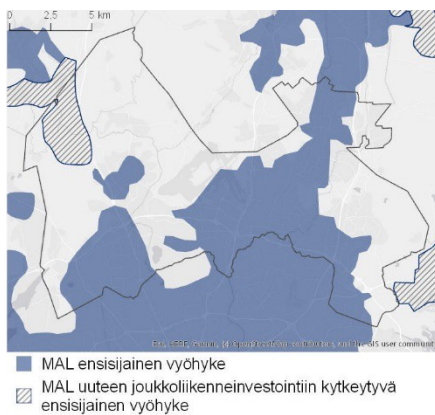 0 2.5 5 km
MAL ensisijainen vyöhyke
MAL uuteen joukkoliikenneinvestointiin kytkeytyvä
ensisijainen vyöhyke